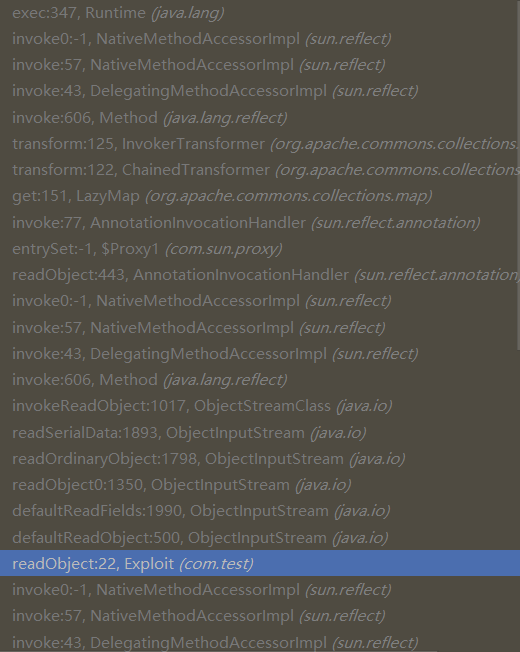 exec:347, Runtime (java.lang)
invoke0:-1, NativeMethodAccessorImpl (sun.reflect)
invoke:57, NativeMethodAccessorImpl (sun.reflect)
invoke:43, DelegatingMethodAccessorImpl (sun.reflect)
invoke:606, Method (java.lang.reflect)
transform:125, InvokerTransformer (org.apache.commons.collections.
transform:122, ChainedTransformer (org.apache.commons.collections
get:151, LazyMap (org.apache.commons.collections.map)
invoke:77, AnnotationInvocationHandler (sun.reflect.annotation)
entrySet:-1, $Proxy1 (com.sun.proxy)
readObject:443, AnnotationInvocationHandler (sun.reflect.annotation)
invoke0:-1, NativeMethodAccessorImpl (sun.reflect)
invoke:57, NativeMethodAccessorImpl (sun.reflect)
invoke:43, DelegatingMethodAccessorImpl (sun.reflect)
invoke:606, Method (java.lang.reflect)
invokeReadObject:1017, ObjectStreamClass (java.io)
readSerialData:1893, ObjectInputStream (java.io)
readOrdinaryObject:1798, ObjectInputStream (java.io)
readObject0:1350, ObjectInputStream (java.io)
defaultReadFields:1990, ObjectInputStream (java.io)
defaultReadObject:500, ObjectInputStream (java.io)
readObject:22, Exploit (com.test)
invoke0:-1, NativeMethodAccessorImpl (sun.reflect)
invoke:57, NativeMethodAccessorImpl (sun.reflect)
invoke:43, DelegatingMethodAccessorImpl (sun.reflect)